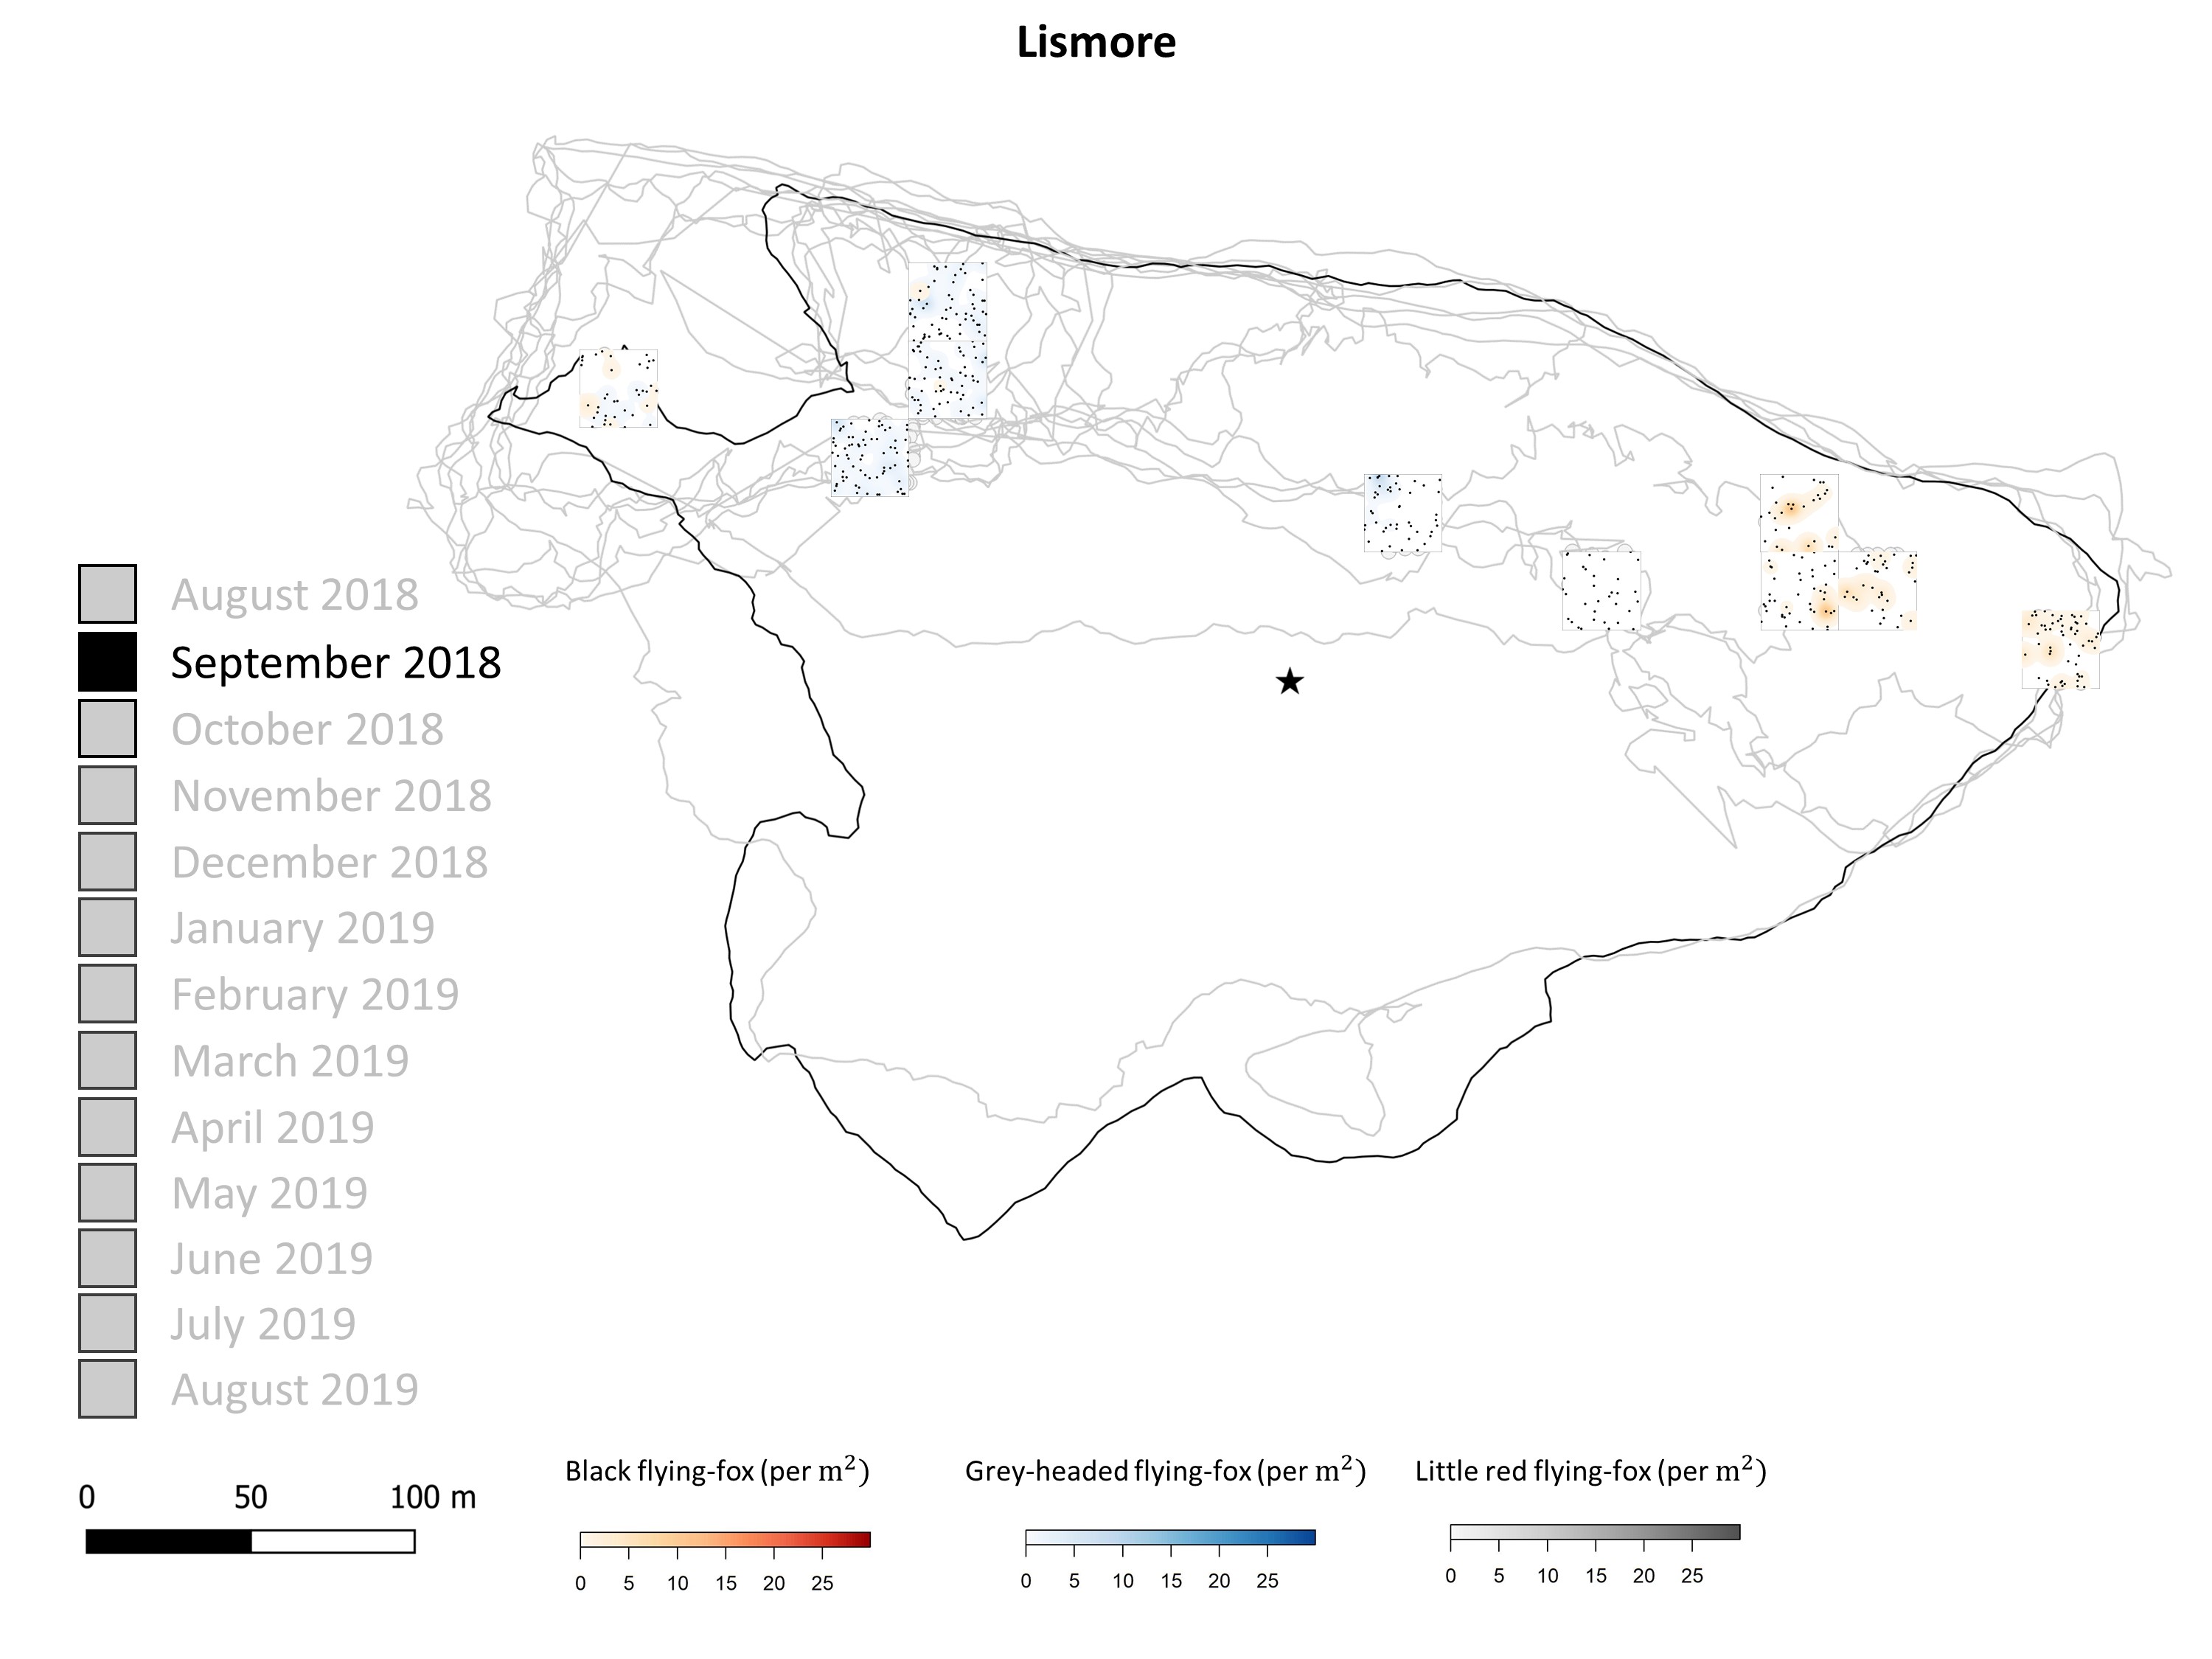 Lismore
August 2018
September 2018
October 2018
November 2018
December 2018
January 2019
February 2019
March 2019
April 2019
May 2019
June 2019
July 2019
August 2019
0 50 100 m
Black flying-fox (per m²)
0 5 10 15 20 25
Grey-headed flying-fox (per m²)
0 5 10 15 20 25
Little red flying-fox (per m²)
0 5 10 15 20 25